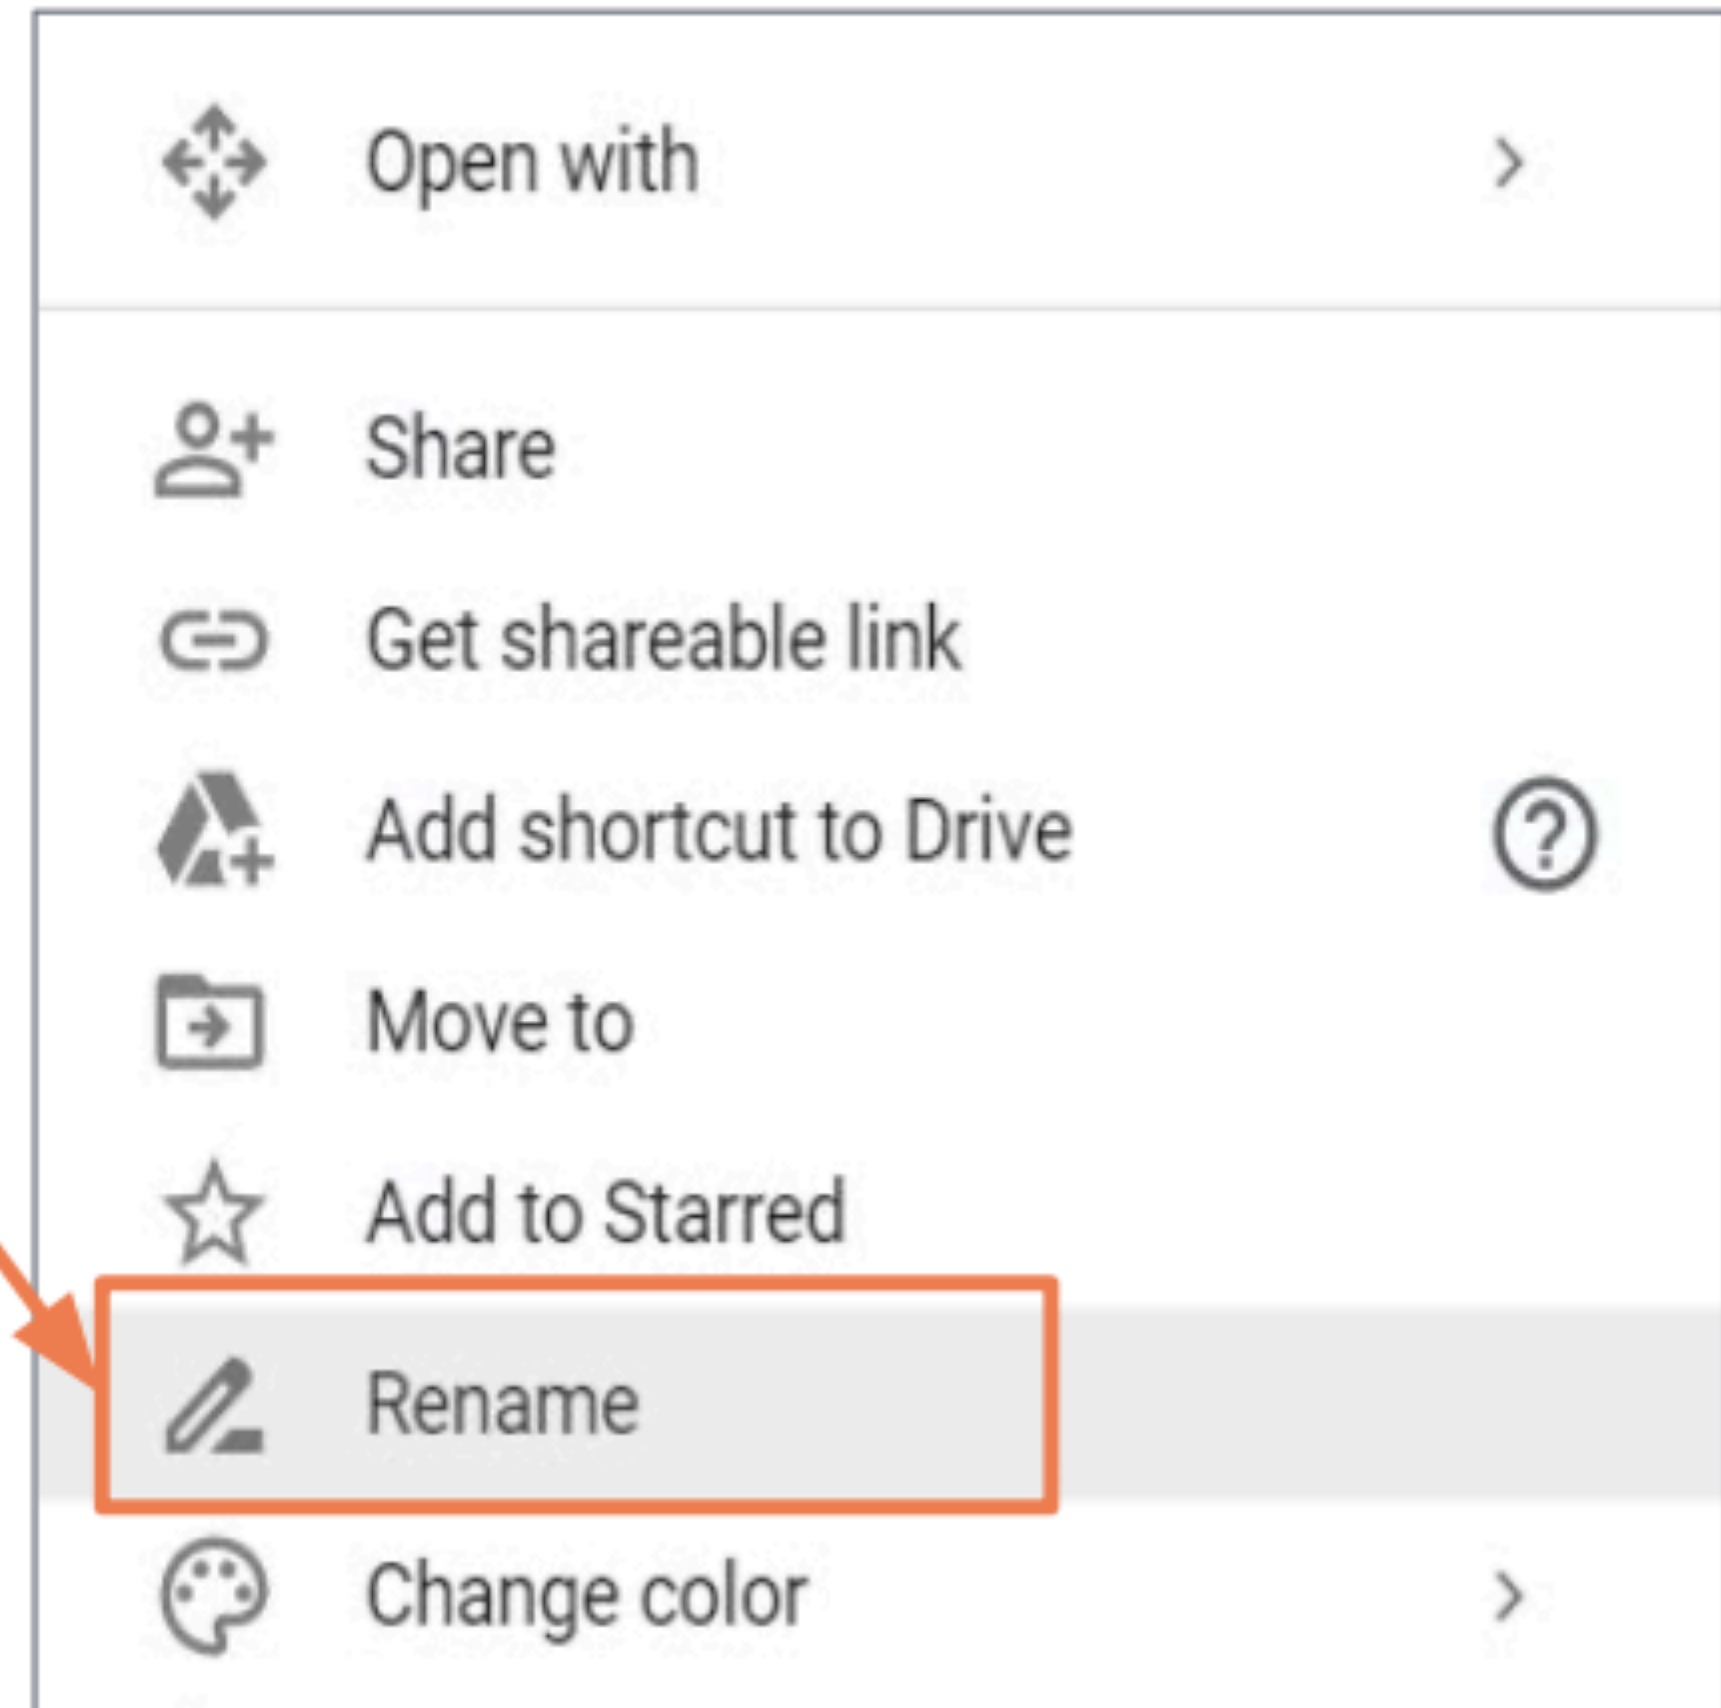 Open with
Share
Get shareable link
Add shortcut to Drive
Move to
Add to Starred
Rename
Change color